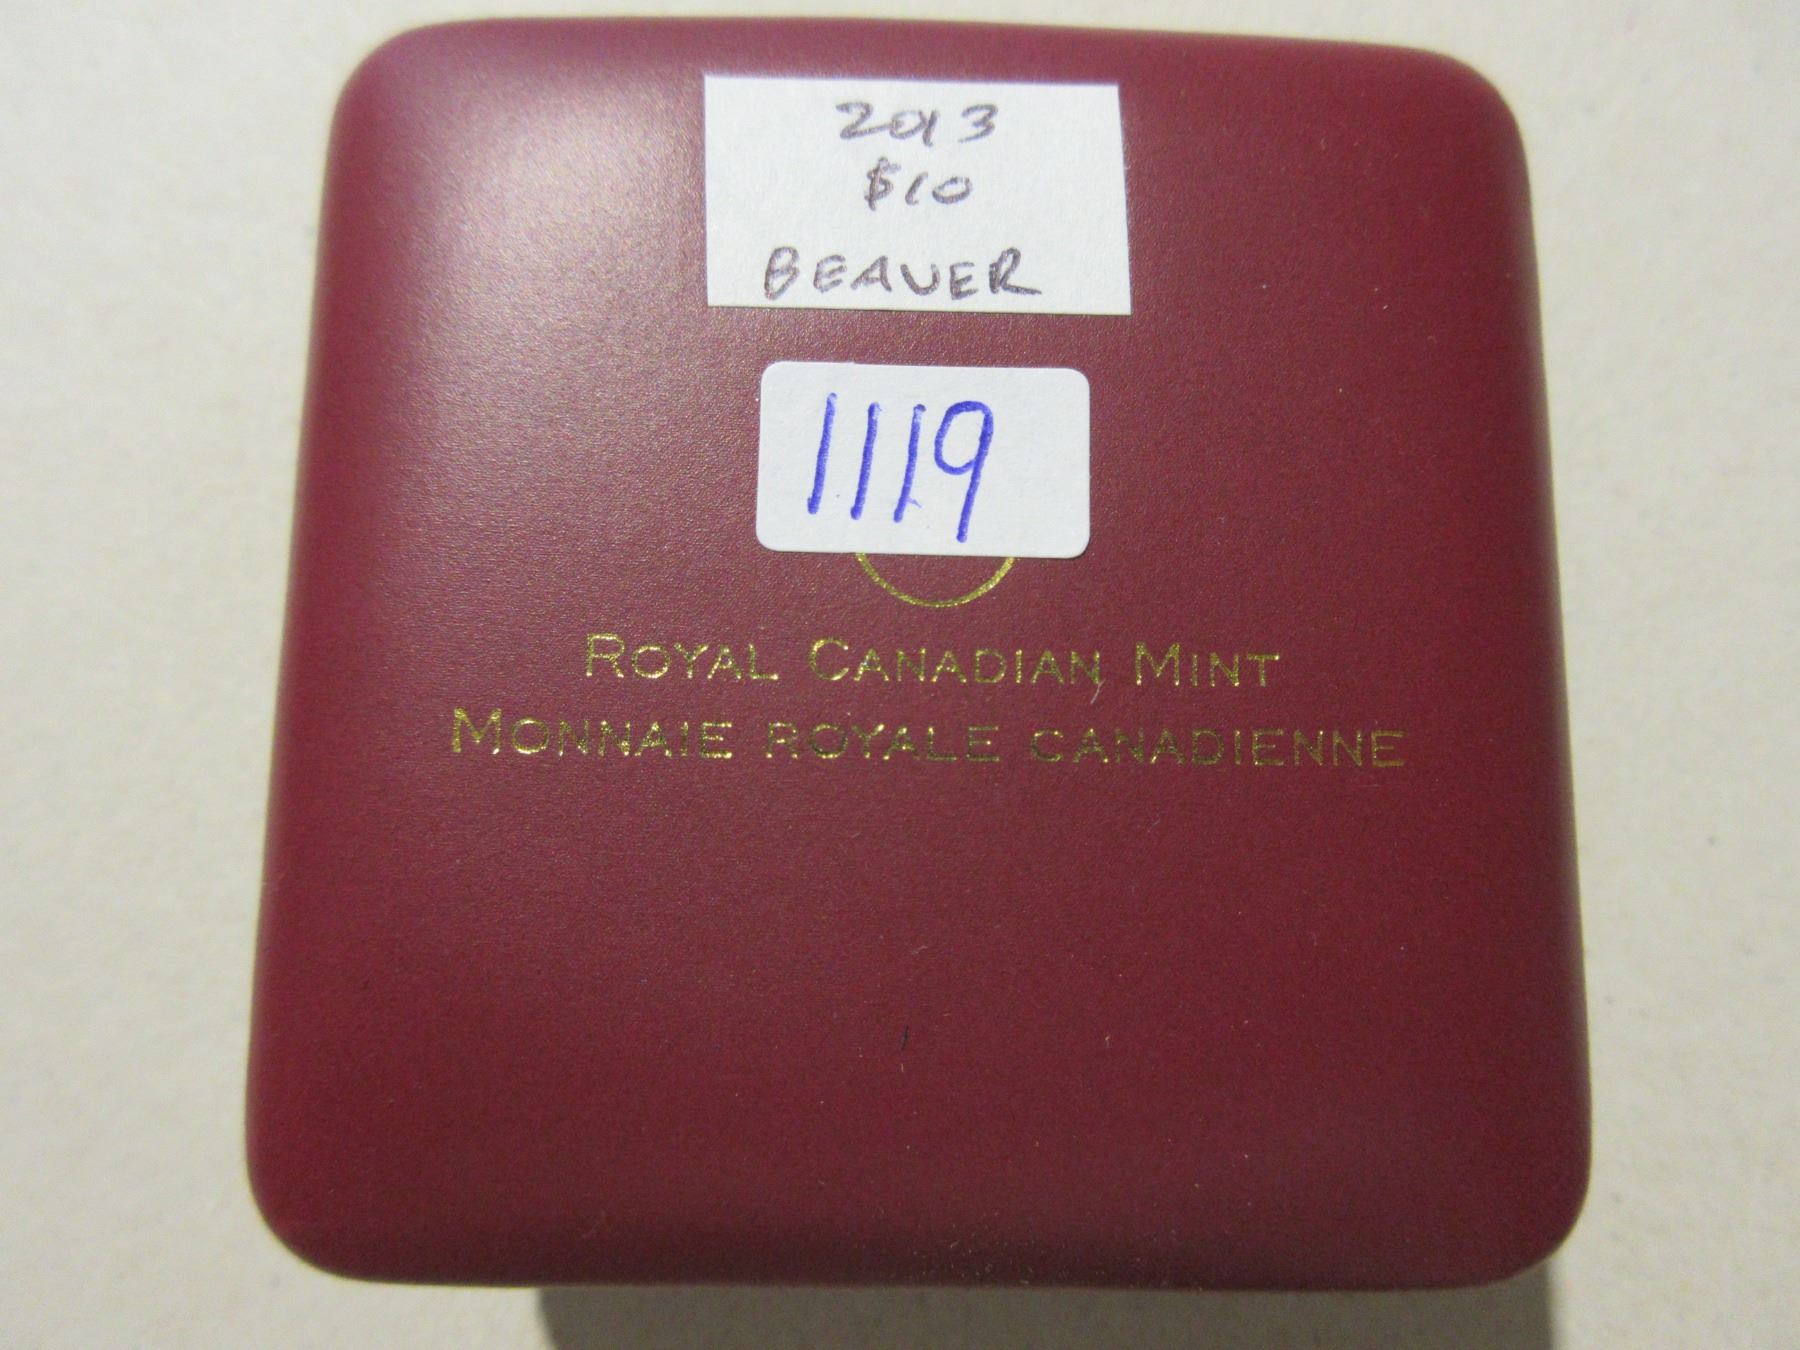 2013
$10
BEAVER
1119
ROYAL CANADIAN MINT
MONNAIE ROYALE CANADIENNE